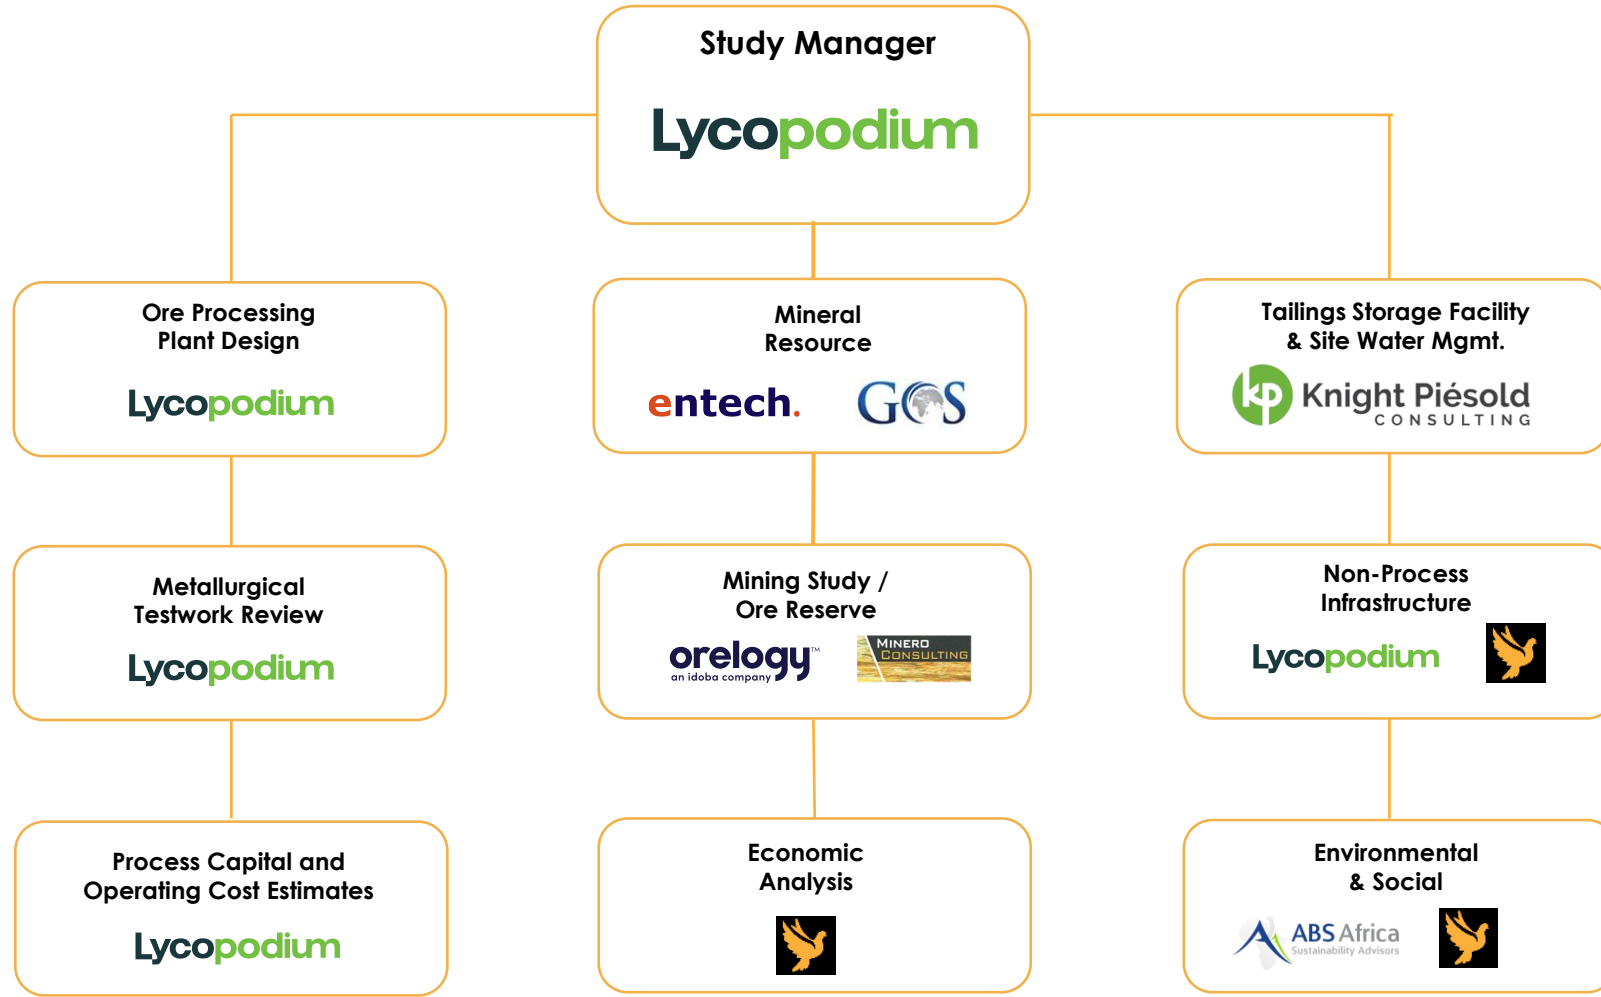 Study Manager
Lycopodium
Ore Processing
Plant Design
Lycopodium
Mineral
Resource
entech. GCS
Tailings Storage Facility
& Site Water Mgmt.
kp Knight Piésold
CONSULTING
Metallurgical
Testwork Review
Lycopodium
Mining Study /
Ore Reserve
orelogy™
an idoba company
MINERO
CONSULTING
Non-Process
Infrastructure
Lycopodium
Process Capital and
Operating Cost Estimates
Lycopodium
Economic
Analysis
Environmental
& Social
ABS Africa
Sustainability Advisors